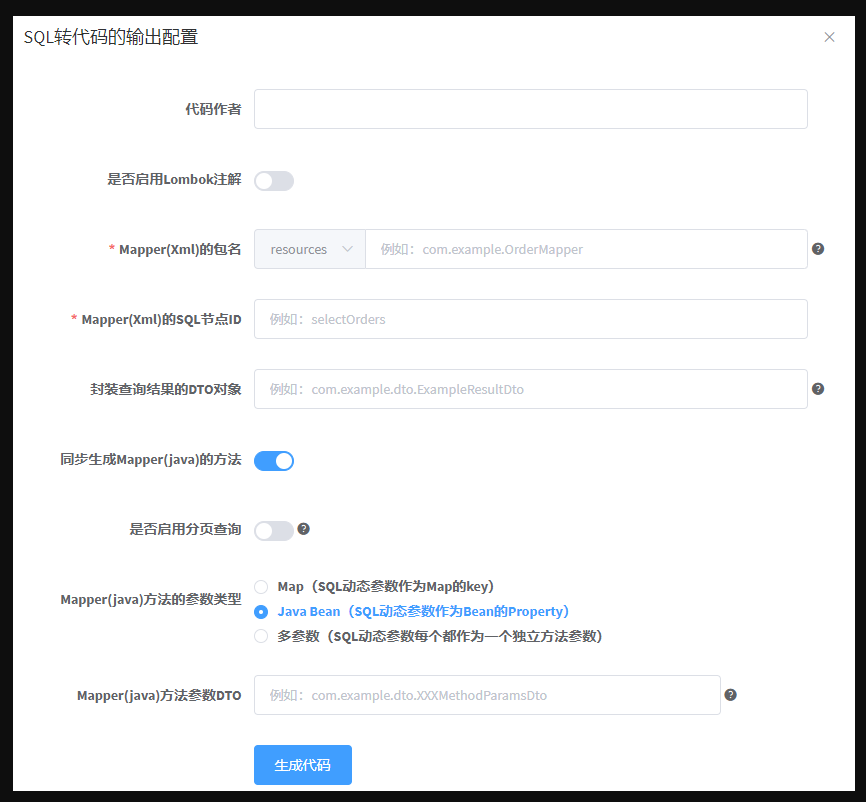 SQL转代码的输出配置
代码作者
是否启用Lombok注解
* Mapper(Xml)的包名 resources 例如：com.example.OrderMapper
* Mapper(Xml)的SQL节点ID 例如：selectOrders
封装查询结果的DTO对象 例如：com.example.dto.ExampleResultDto
同步生成Mapper(java)的方法
是否启用分页查询
Mapper(java)方法的参数类型
Map（SQL动态参数作为Map的key）
Java Bean（SQL动态参数作为Bean的Property）
多参数（SQL动态参数每个都作为一个独立方法参数）
Mapper(java)方法参数DTO 例如：com.example.dto.XXXMethodParamsDto
生成代码